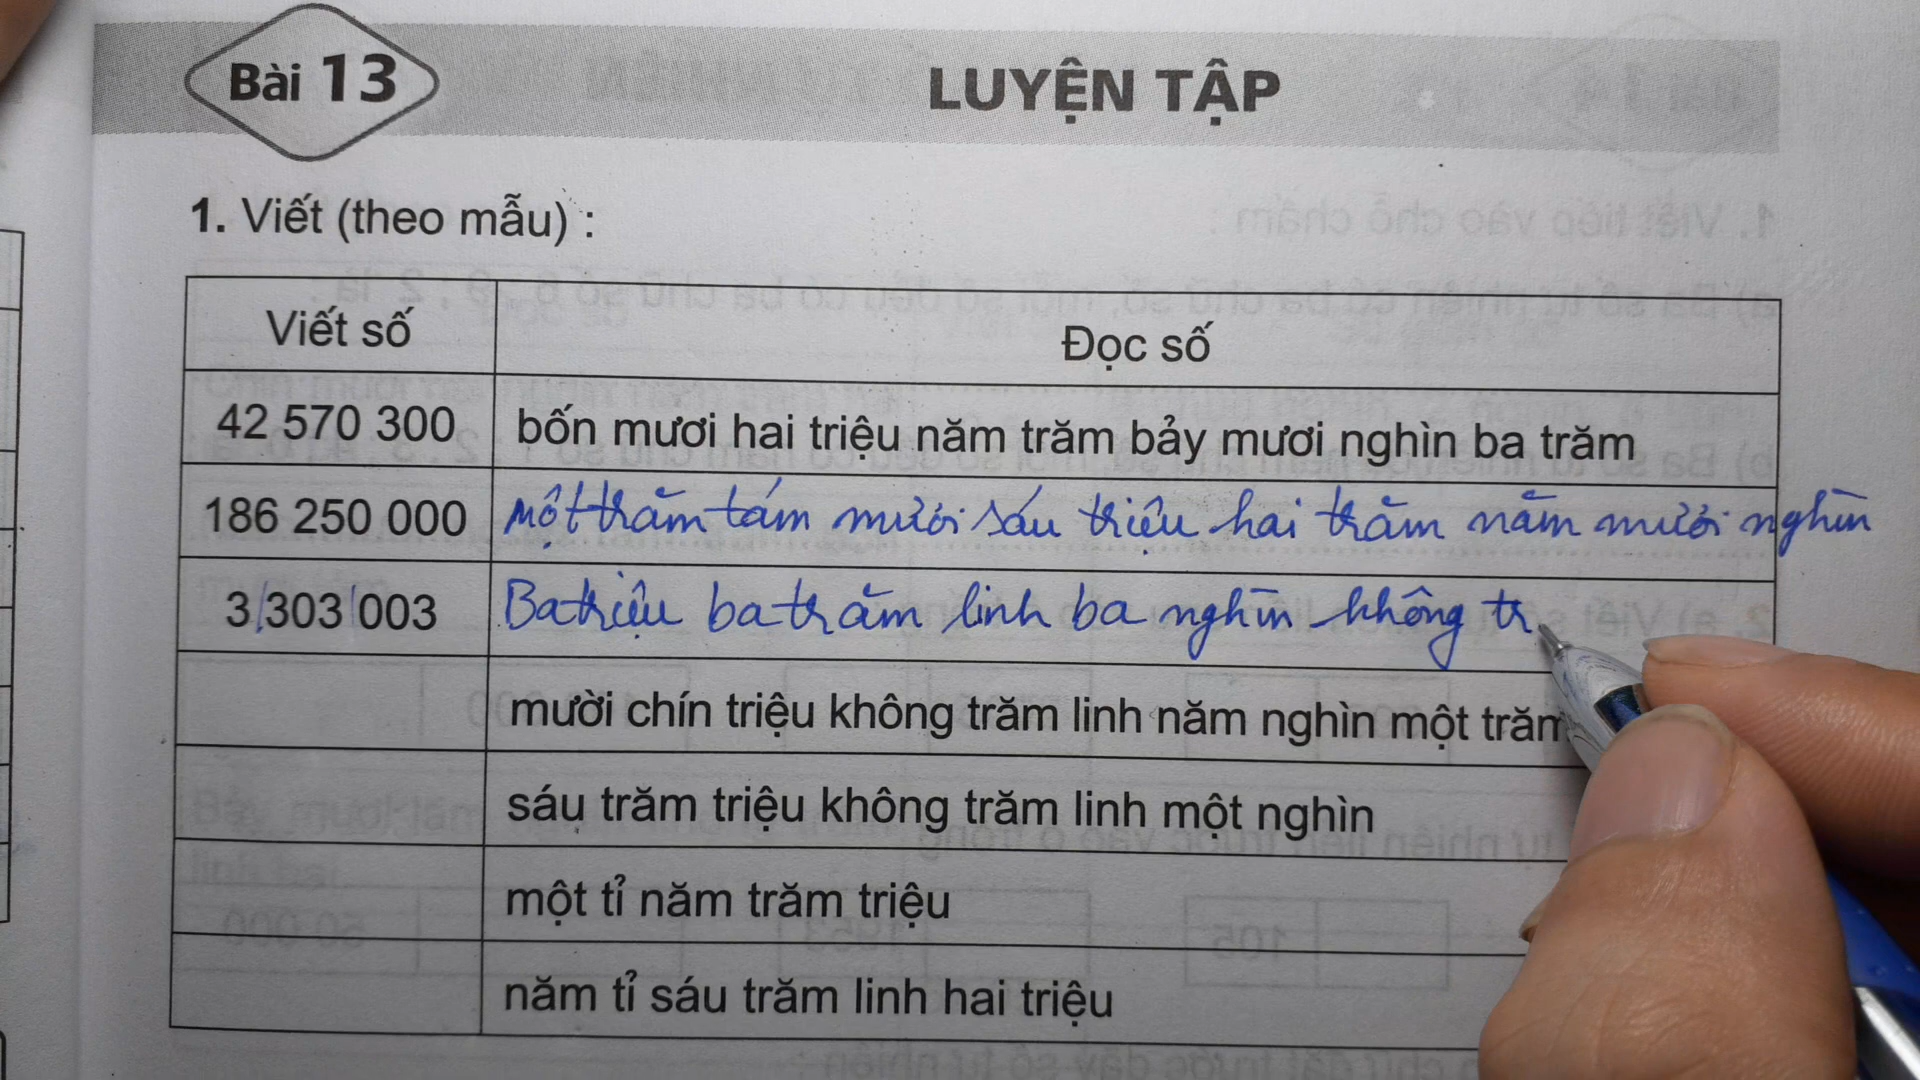 Bài 13
LUYỆN TẬP
1. Viết (theo mẫu) :
Viết số
Đọc số
42 570 300
bốn mươi hai triệu năm trăm bảy mươi nghìn ba trăm
186 250 000
một trăm tám mươi sáu triệu hai trăm năm mươi nghìn
3 303 003
Ba triệu ba trăm linh ba nghìn không tr
mười chín triệu không trăm linh năm nghìn một trăm
sáu trăm triệu không trăm linh một nghìn
một tỉ năm trăm triệu
năm tỉ sáu trăm linh hai triệu